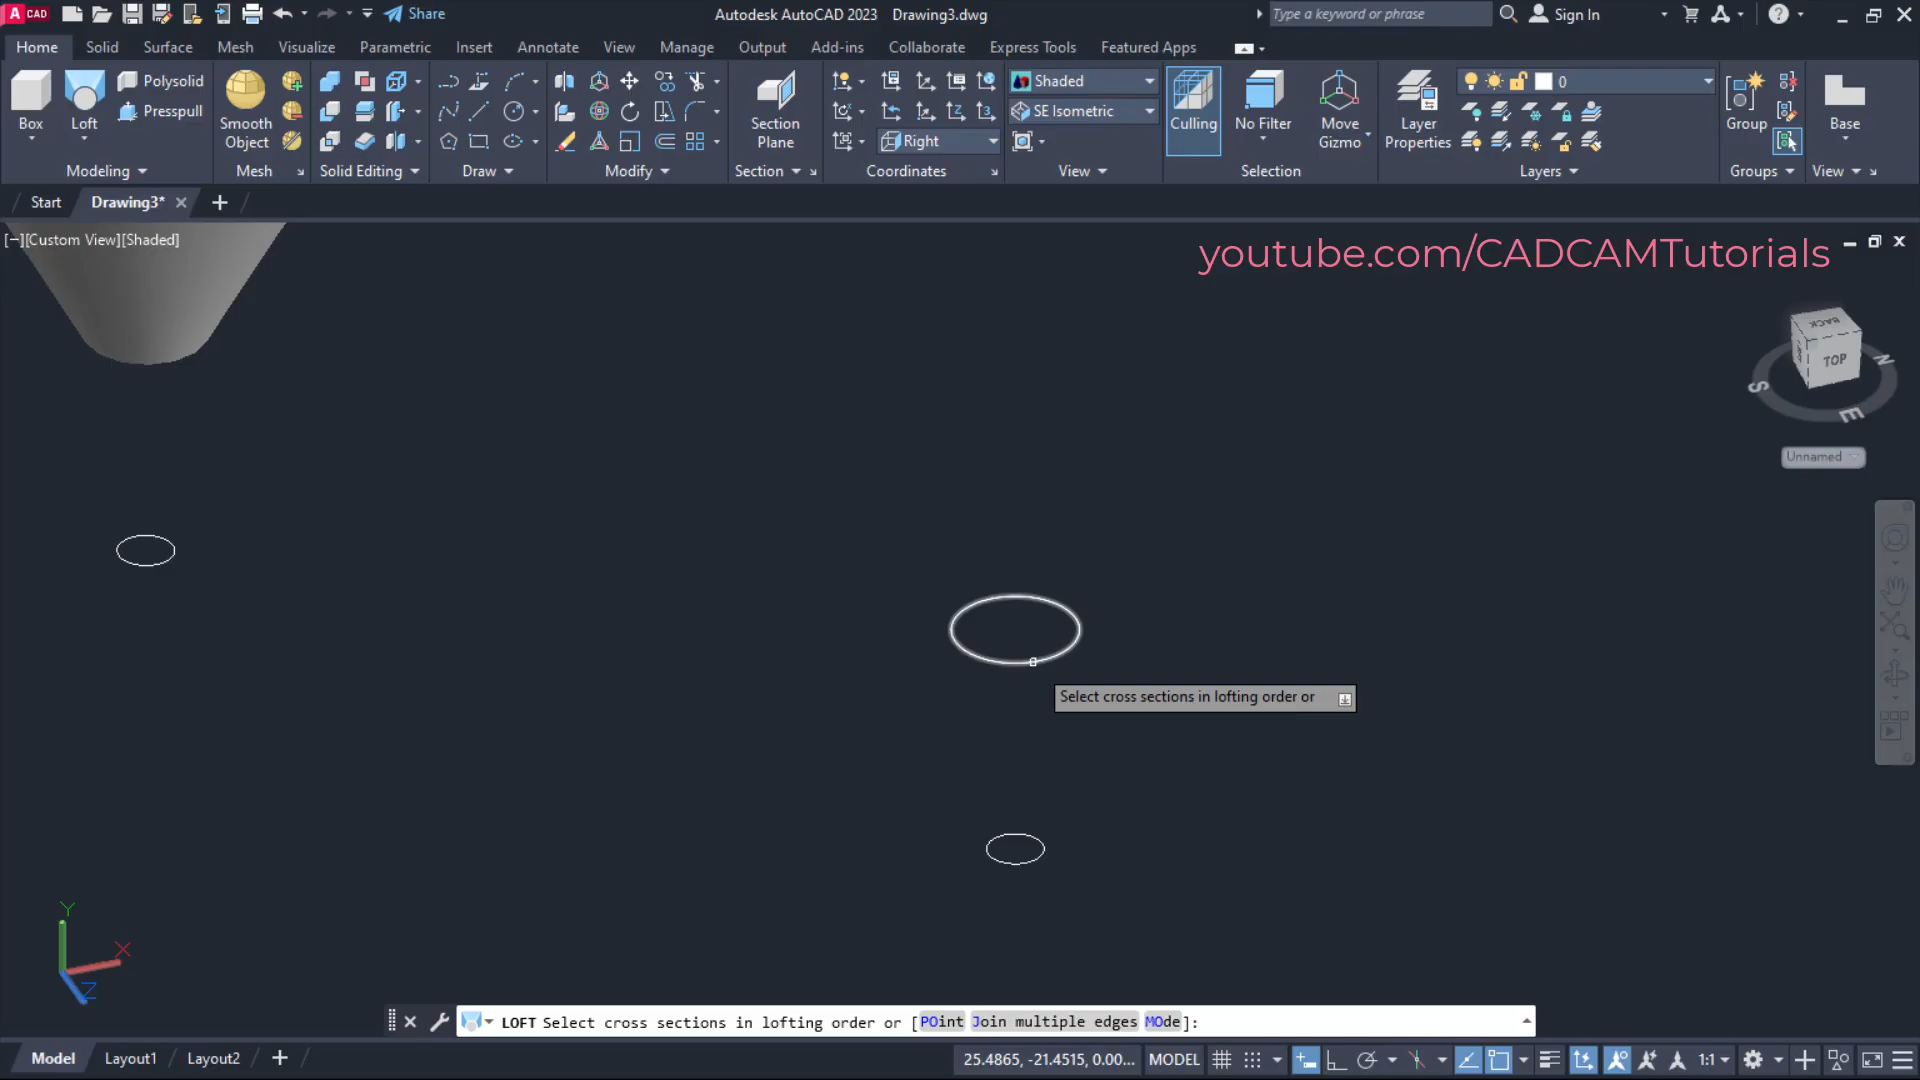 A CAD Share Autodesk AutoCAD 2023 Drawing3.dwg Type a keyword or phrase Sign In
Home Solid Surface Mesh Visualize Parametric Insert Annotate View Manage Output Add-ins Collaborate Express Tools Featured Apps
Box Loft Polysolid Presspull Smooth Object Section Plane Right Shaded SE Isometric Culling No Filter Move Gizmo Layer Properties 0 Group Base
Modeling Mesh Solid Editing Draw Modify Section Coordinates View Selection Layers Groups View
Start Drawing3*
[−][Custom View][Shaded]
youtube.com/CADCAMTutorials
BACK
TOP
N
S
E
Unnamed
Select cross sections in lofting order or
Y
X
Z
LOFT Select cross sections in lofting order or [POint Join multiple edges MOde]:
Model Layout1 Layout2 25.4865, -21.4515, 0.00... MODEL 1:1